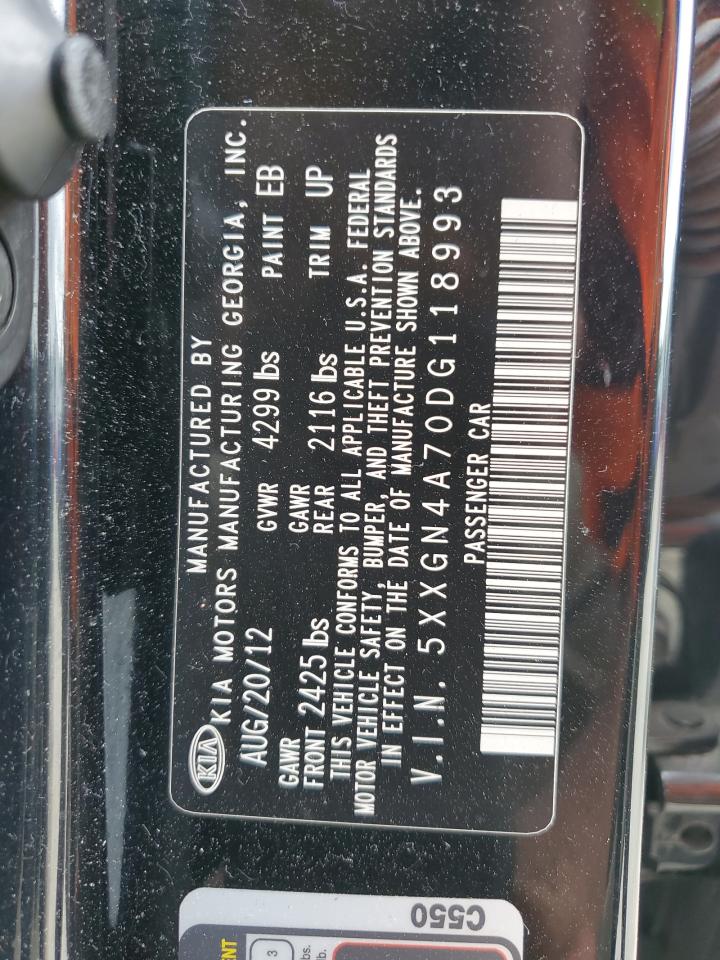 MANUFACTURED BY
KIA KIA MOTORS MANUFACTURING GEORGIA, INC.
AUG/20/12 GVWR 4299 lbs PAINT EB
GAWR GAWR
FRONT 2425 lbs REAR 2116 lbs TRIM UP
THIS VEHICLE CONFORMS TO ALL APPLICABLE U.S.A. FEDERAL
MOTOR VEHICLE SAFETY, BUMPER, AND THEFT PREVENTION STANDARDS
IN EFFECT ON THE DATE OF MANUFACTURE SHOWN ABOVE.
V.I.N. 5XXGN4A70DG118993
PASSENGER CAR
C550
3